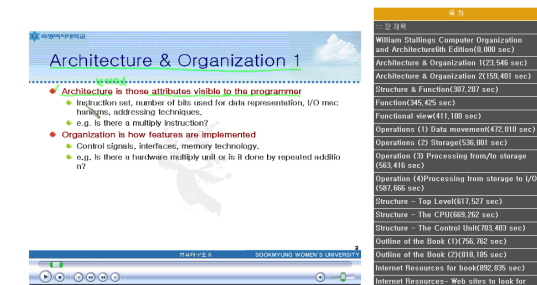 숙명여자대학교
Architecture & Organization 1
Architecture is those attributes visible to the programmer
Instruction set, number of bits used for data representation, I/O mec
hanisms, addressing techniques.
e.g. Is there a multiply instruction?
Organization is how features are implemented
Control signals, interfaces, memory technology.
e.g. Is there a hardware multiply unit or is it done by repeated additio
n?
2
SOOKMYUNG WOMEN'S UNIVERSITY
목 차
::: 장 제목
William Stallings Computer Organization
and Architecture6th Edition(0,000 sec)
Architecture & Organization 1(23,546 sec)
Architecture & Organization 2(159,401 sec)
Structure & Function(307,287 sec)
Function(345,425 sec)
Functional view(411,100 sec)
Operations (1) Data movement(472,010 sec)
Operations (2) Storage(536,001 sec)
Operation (3) Processing from/to storage
(563,416 sec)
Operation (4)Processing from storage to I/O
(587,666 sec)
Structure - Top Level(617,527 sec)
Structure - The CPU(669,262 sec)
Structure - The Control Unit(703,403 sec)
Outline of the Book (1)(756,762 sec)
Outline of the Book (2)(818,185 sec)
Internet Resources for book(892,035 sec)
Internet Resources- Web sites to look for